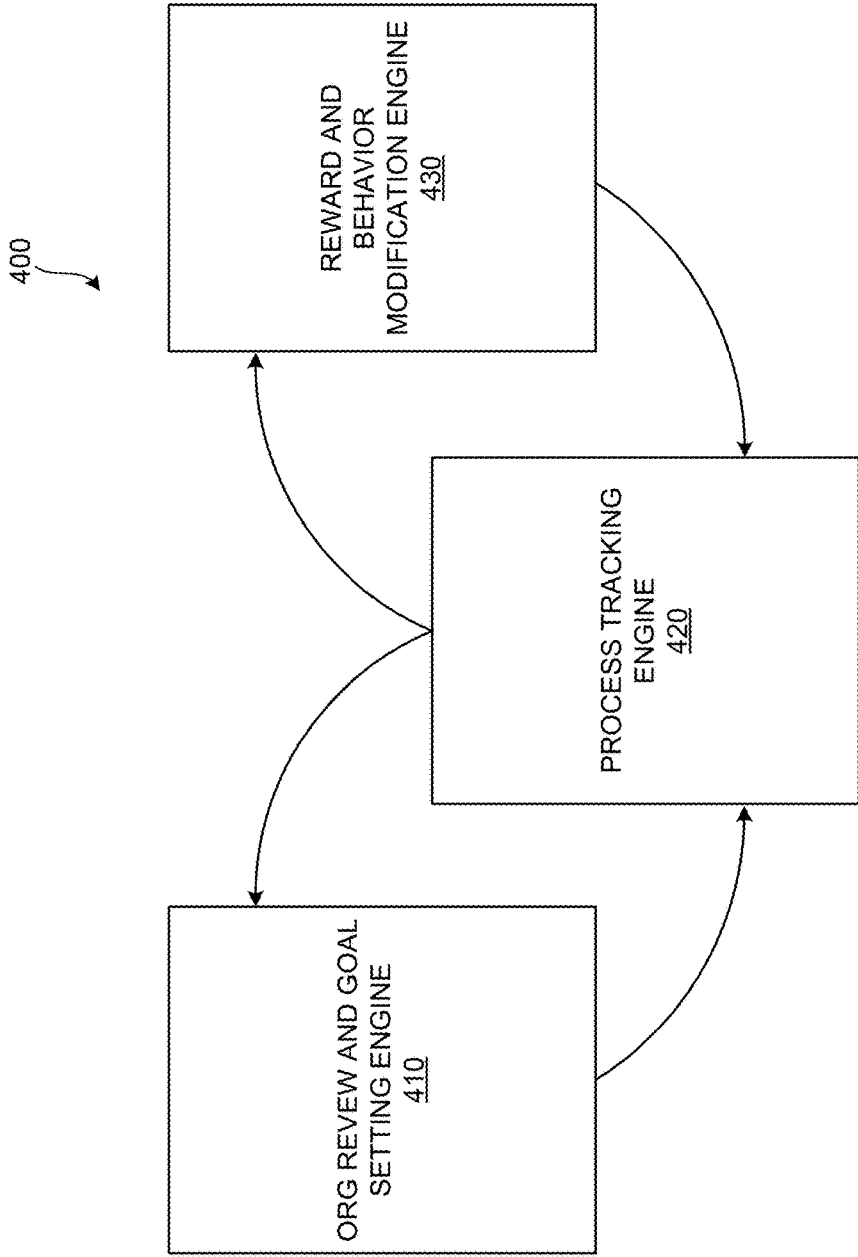 400
ORG REVEW AND GOAL
SETTING ENGINE
410
PROCESS TRACKING
ENGINE
420
REWARD AND
BEHAVIOR
MODIFICATION ENGINE
430